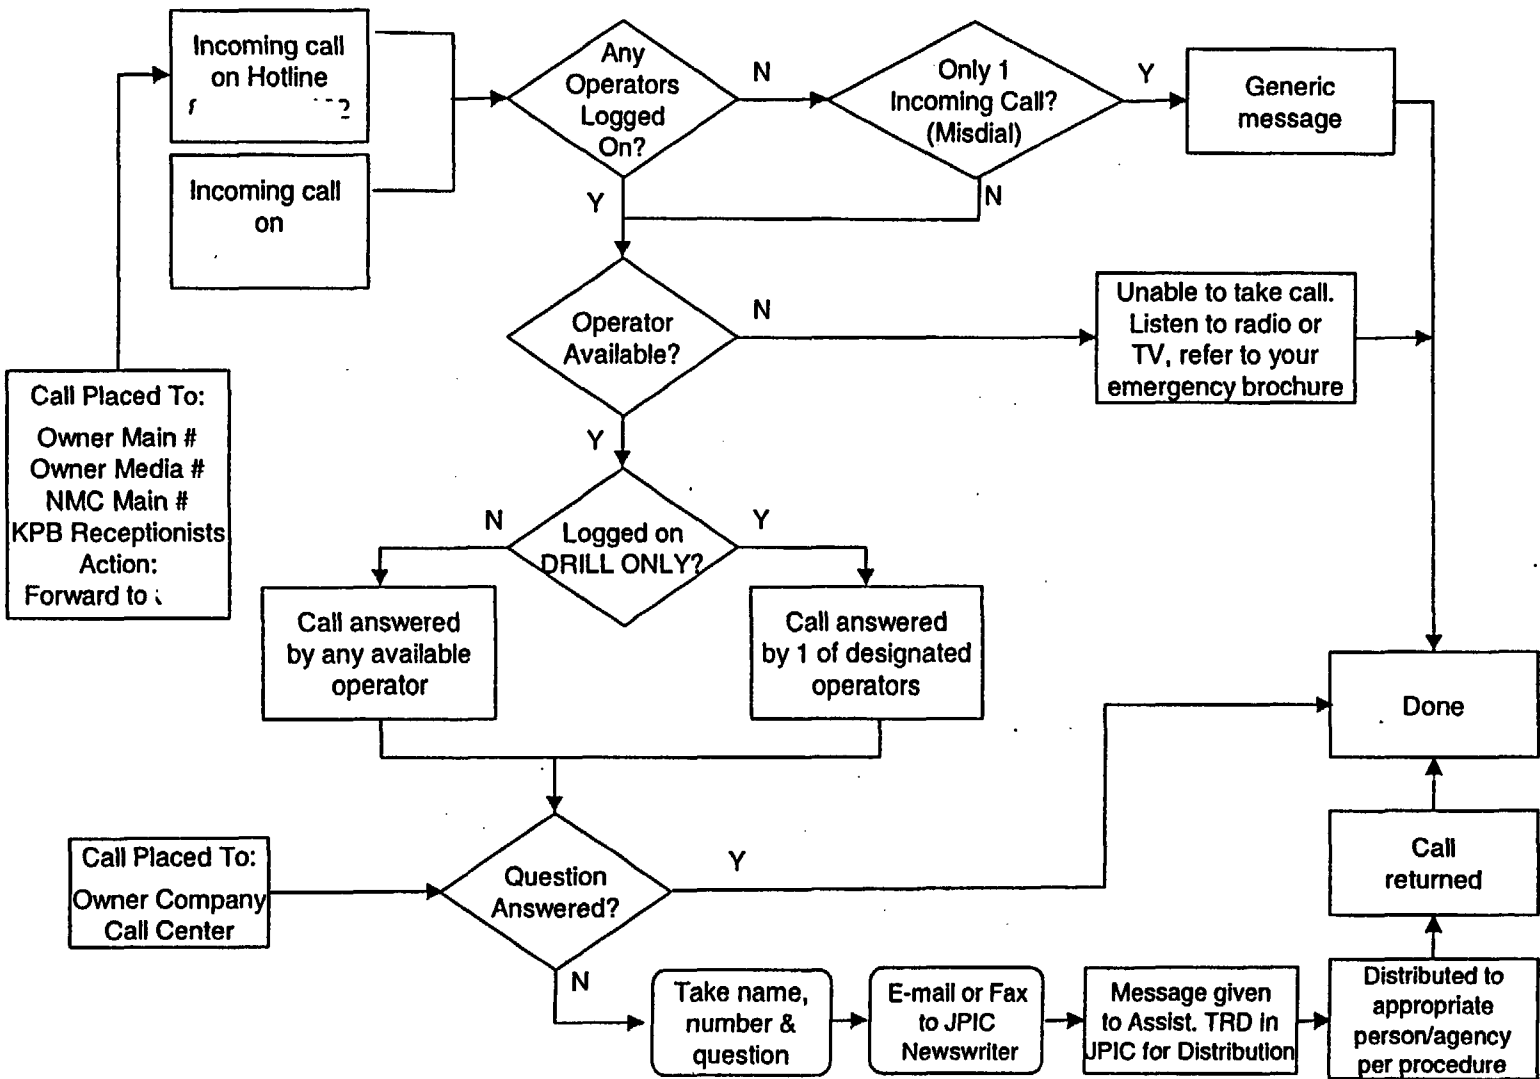 Incoming call
on Hotline
Incoming call
on
Any
Operators
Logged
On?
N
Only 1
Incoming Call?
(Misdial)
Y
Generic
message
Y
N
Operator
Available?
N
Unable to take call.
Listen to radio or
TV, refer to your
emergency brochure
Call Placed To:
Owner Main #
Owner Media #
NMC Main #
KPB Receptionists
Action:
Forward to
Y
N
Logged on
DRILL ONLY?
Y
Call answered
by any available
operator
Call answered
by 1 of designated
operators
Done
Call Placed To:
Owner Company
Call Center
Question
Answered?
Y
Call
returned
N
Take name,
number &
question
E-mail or Fax
to JPIC
Newswriter
Message given
to Assist. TRD in
JPIC for Distribution
Distributed to
appropriate
person/agency
per procedure